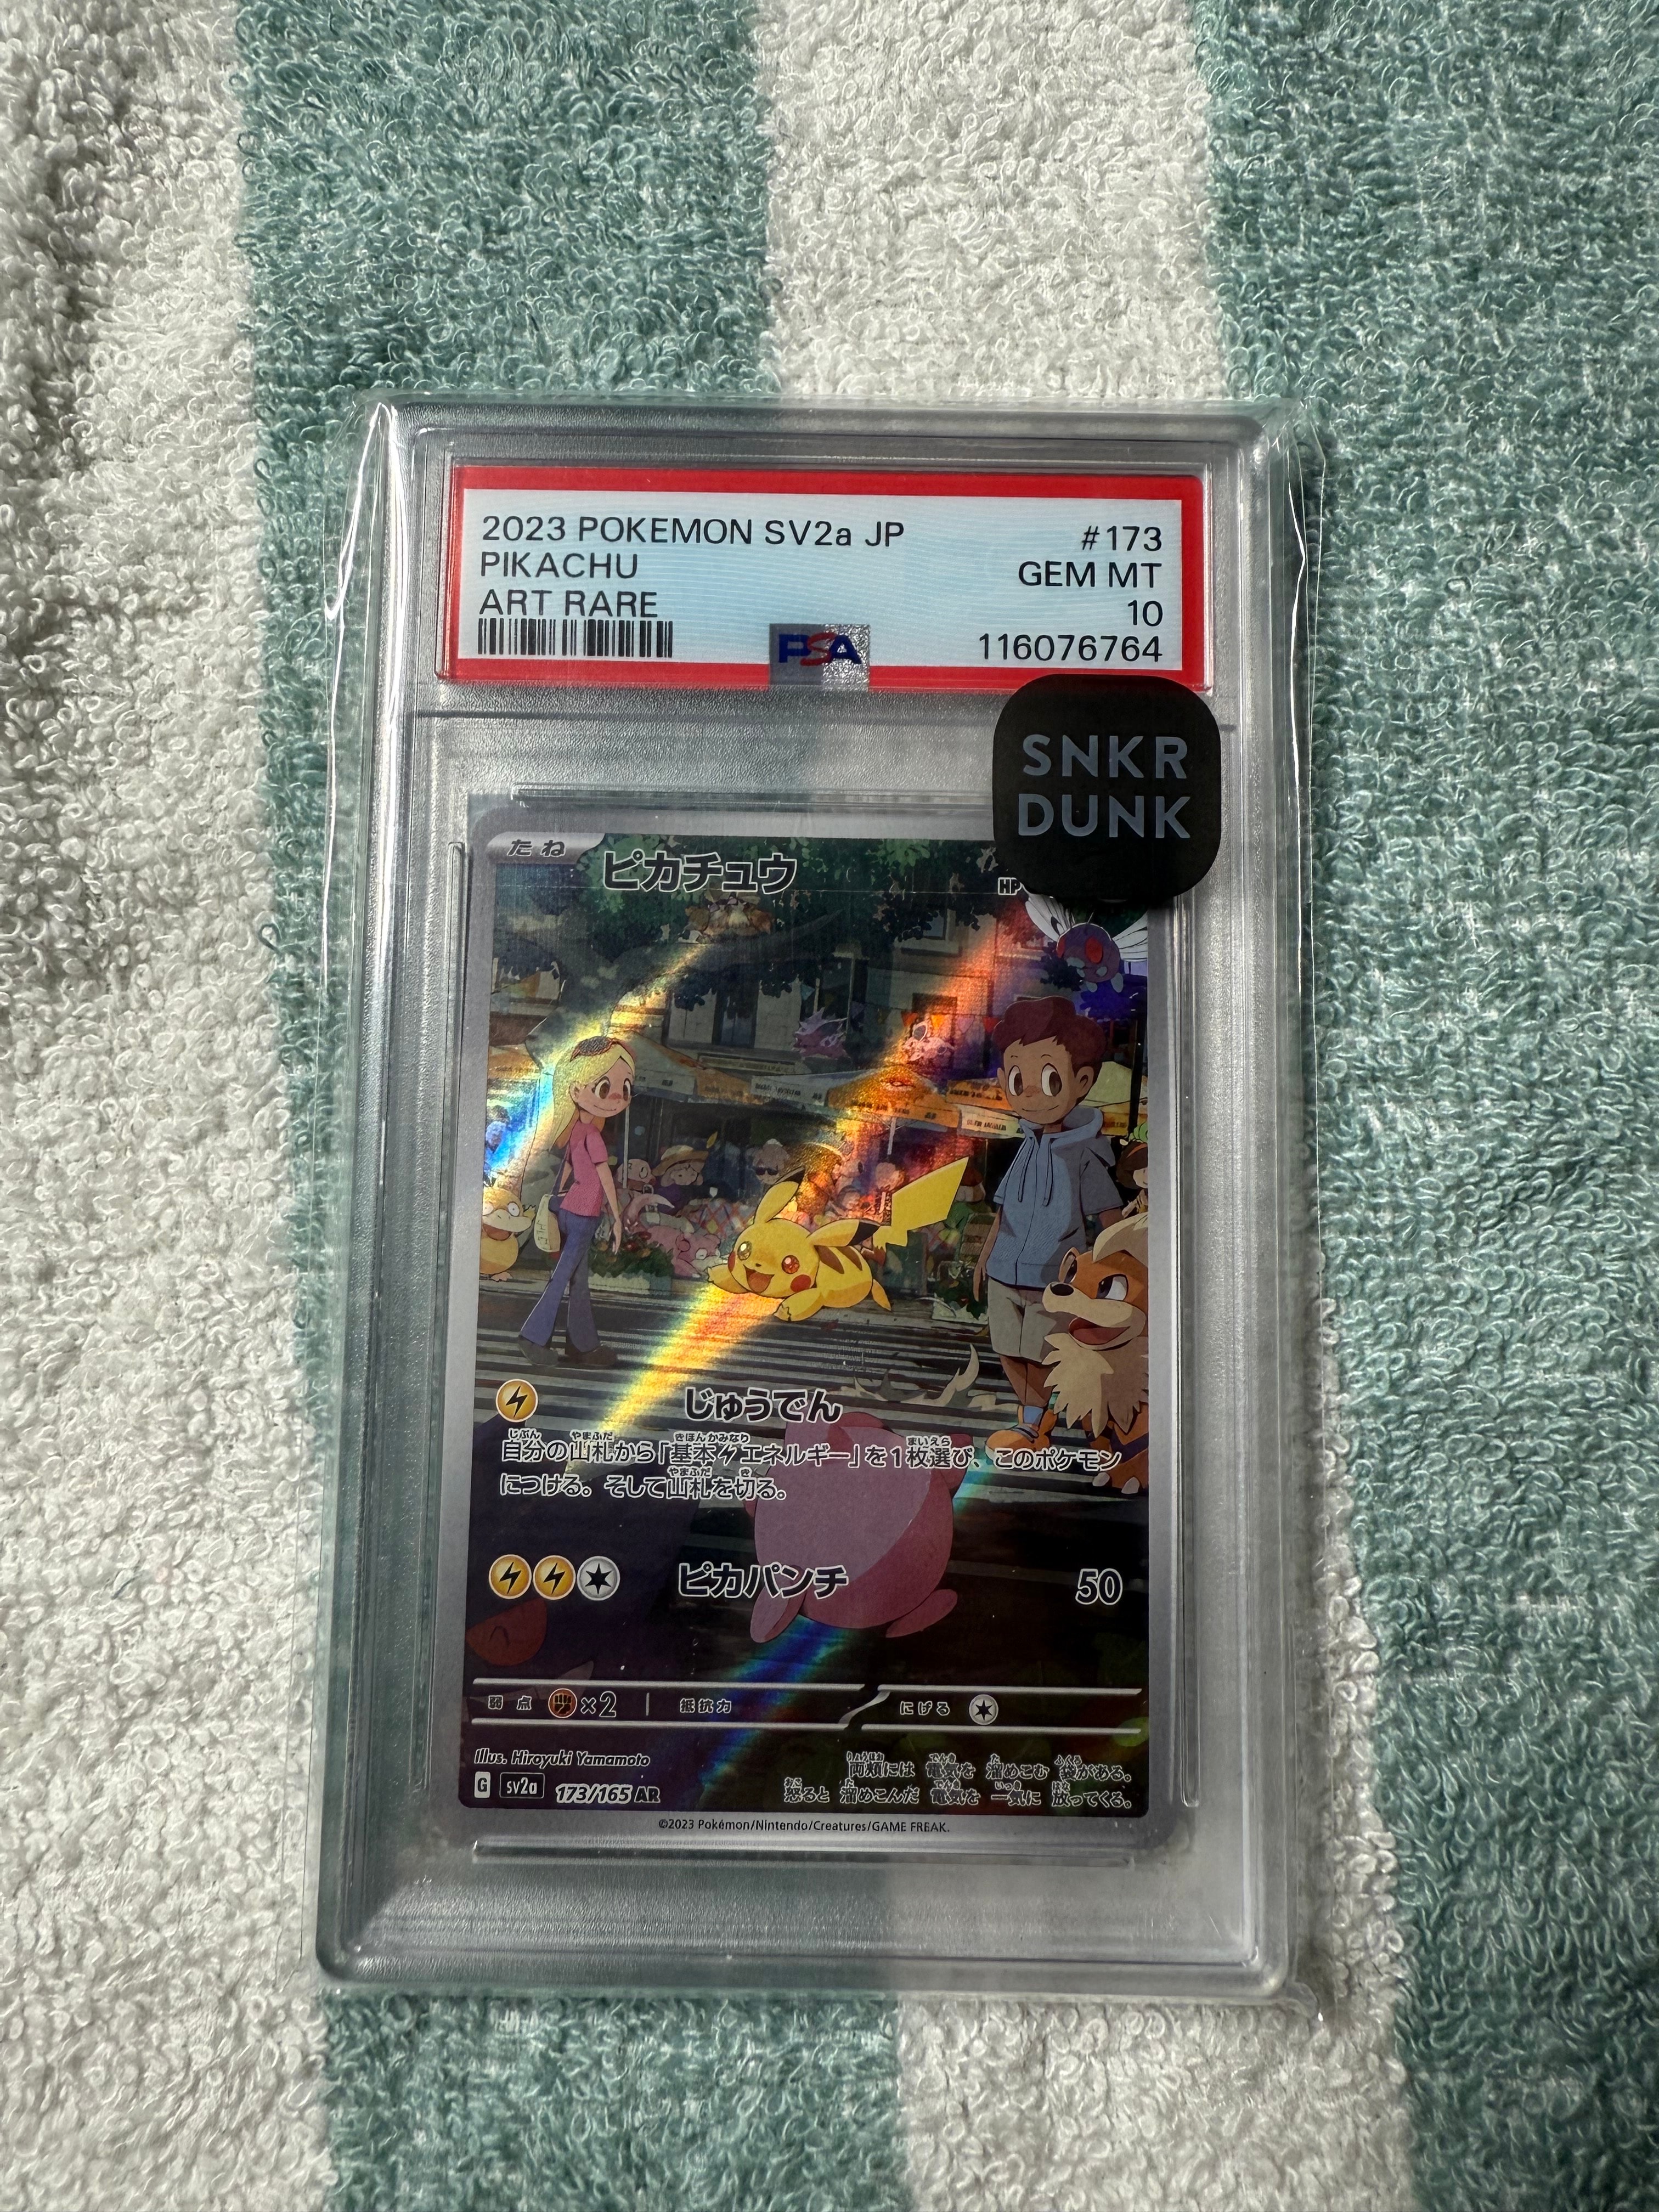 2023 POKEMON SV2a JP #173
PIKACHU GEM MT
ART RARE 10
PSA 116076764
SNKR
DUNK
たね ピカチュウ HP
じゅうでん
自分の山札から「基本エネルギー」を1枚選び、このポケモン
につける。そして山札を切る。
ピカパンチ 50
弱点 ×2 抵抗力 にげる
Illus. Hiroyuki Yamamoto
両頬には 電気を 溜めこむ 袋がある。
怒ると 溜めこんだ 電気を 一気に 放ってくる。
G sv2a 173/165 AR
©2023 Pokémon/Nintendo/Creatures/GAME FREAK.